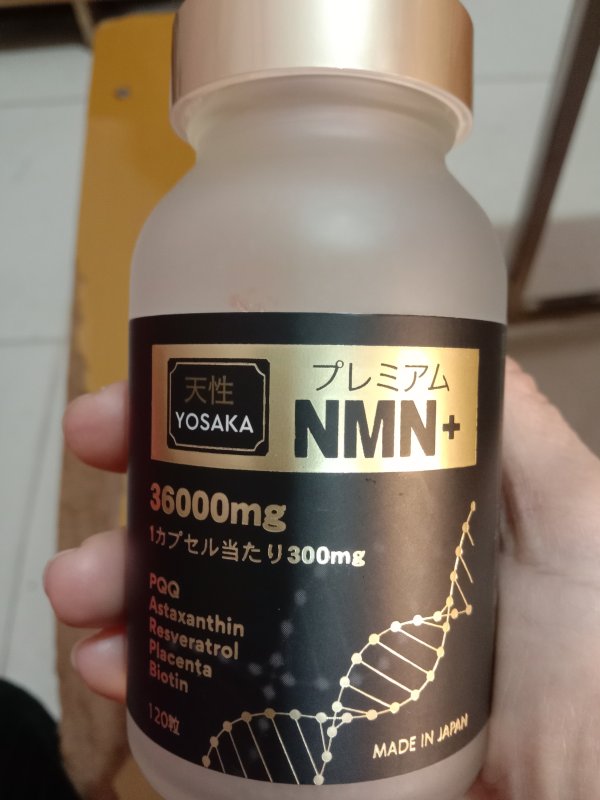 天性
YOSAKA
プレミアム
NMN+
36000mg
1カプセル当たり300mg
PQQ
Astaxanthin
Resveratrol
Placenta
Biotin
120粒
MADE IN JAPAN